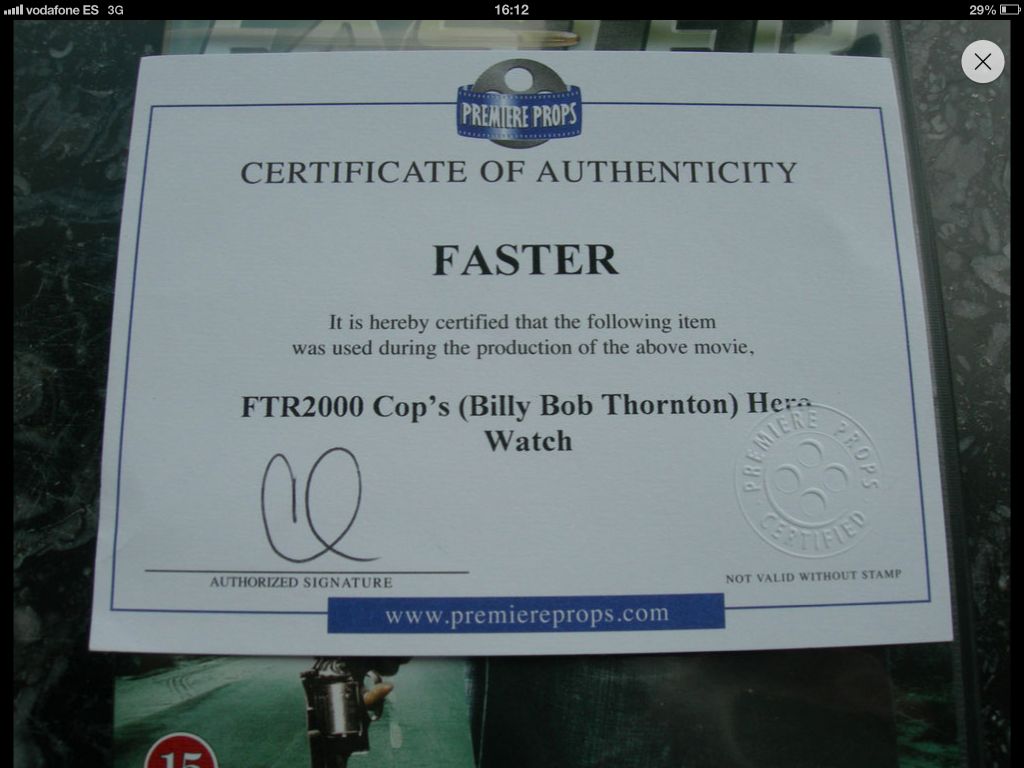 vodafone ES 3G
16:12
29%
FASTER
PREMIERE PROPS
CERTIFICATE OF AUTHENTICITY
FASTER
It is hereby certified that the following item
was used during the production of the above movie,
FTR2000 Cop's (Billy Bob Thornton) Hero
Watch
PREMIERE PROPS
CERTIFIED
AUTHORIZED SIGNATURE
NOT VALID WITHOUT STAMP
www.premiereprops.com
15